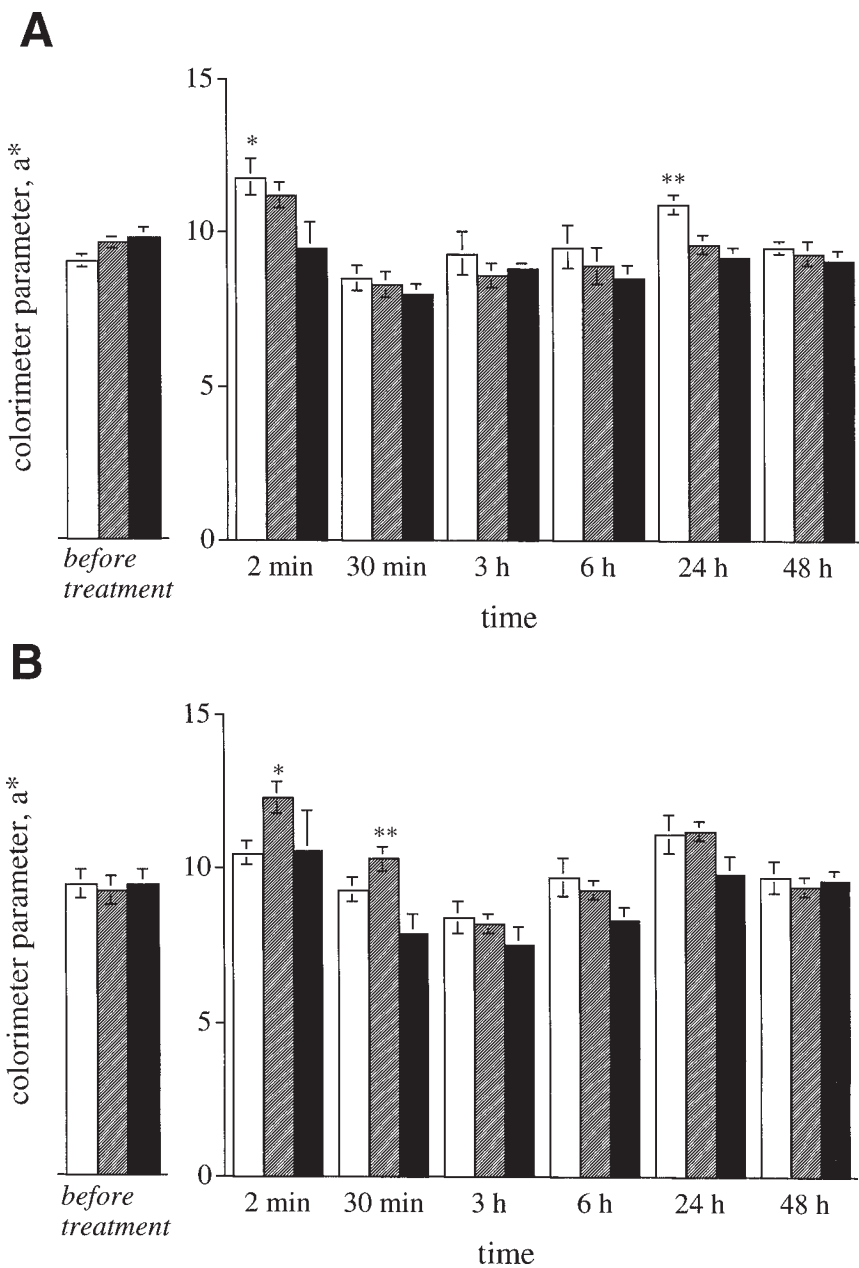 A
colorimeter parameter, a*
15
10
5
0
*
**
before
treatment
2 min 30 min 3 h 6 h 24 h 48 h
time
B
colorimeter parameter, a*
15
10
5
0
*
**
before
treatment
2 min 30 min 3 h 6 h 24 h 48 h
time